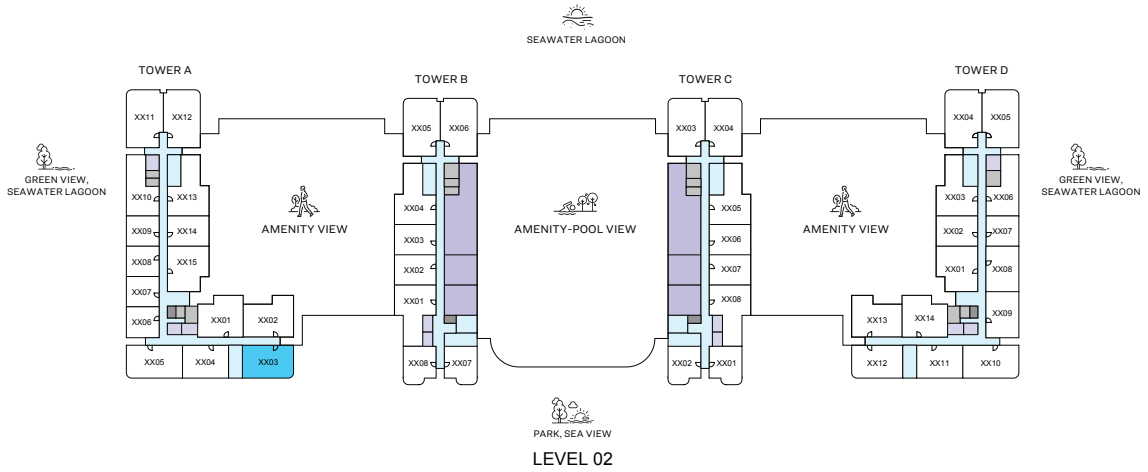 SEAWATER LAGOON
TOWER A
TOWER B
TOWER C
TOWER D
XX11
XX12
XX05
XX06
XX03
XX04
XX04
XX05
GREEN VIEW,
SEAWATER LAGOON
GREEN VIEW,
SEAWATER LAGOON
XX10
XX13
XX04
XX05
XX03
XX06
AMENITY VIEW
AMENITY-POOL VIEW
AMENITY VIEW
XX09
XX14
XX03
XX06
XX02
XX07
XX08
XX15
XX02
XX07
XX01
XX08
XX07
XX01
XX08
XX06
XX01
XX02
XX13
XX14
XX09
XX05
XX04
XX03
XX08
XX07
XX02
XX01
XX12
XX11
XX10
PARK, SEA VIEW
LEVEL 02